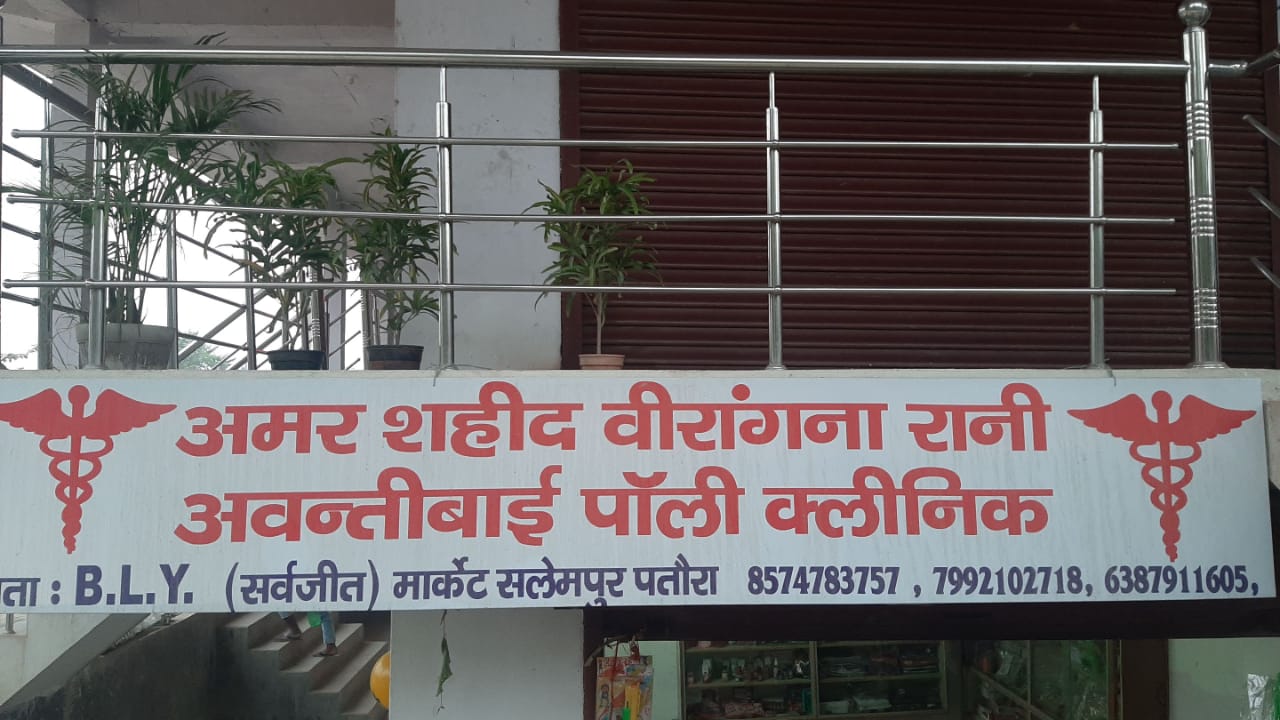 अमर शहीद वीरांगना रानी
अवन्तीबाई पॉली क्लीनिक
ता : B.L.Y. (सर्वजीत) मार्केट सलेमपुर पतौरा 8574783757 , 7992102718, 6387911605,